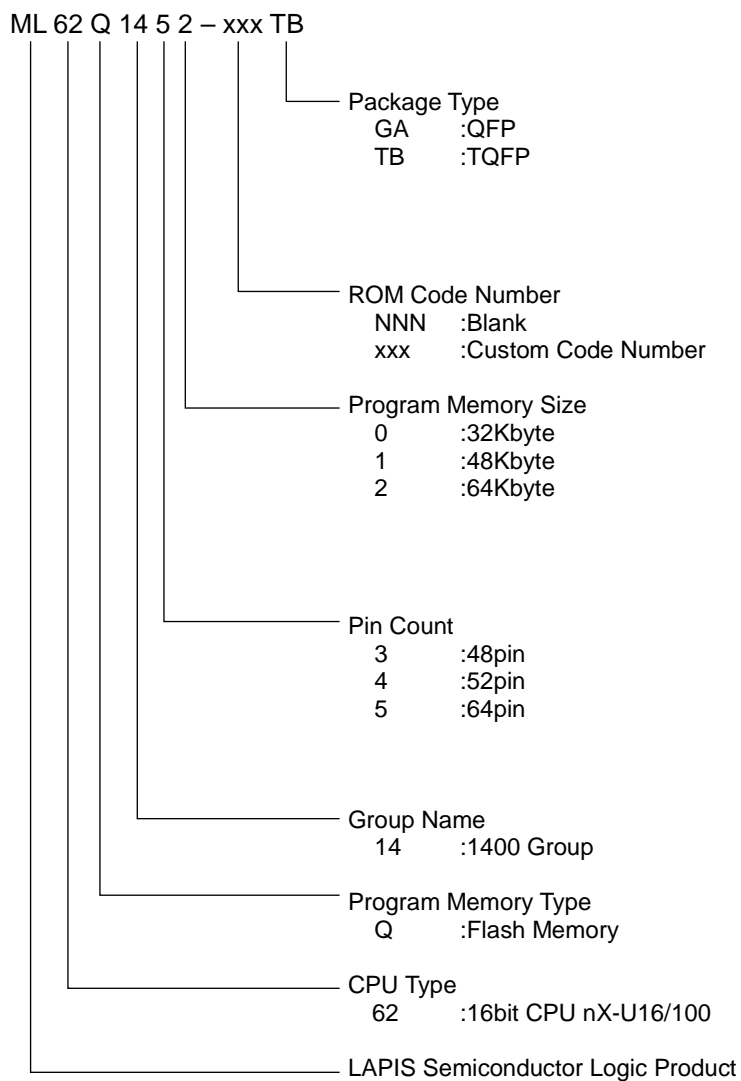 ML 62 Q 14 5 2 – xxx TB
Package Type
GA :QFP
TB :TQFP
ROM Code Number
NNN :Blank
xxx :Custom Code Number
Program Memory Size
0 :32Kbyte
1 :48Kbyte
2 :64Kbyte
Pin Count
3 :48pin
4 :52pin
5 :64pin
Group Name
14 :1400 Group
Program Memory Type
Q :Flash Memory
CPU Type
62 :16bit CPU nX-U16/100
LAPIS Semiconductor Logic Product